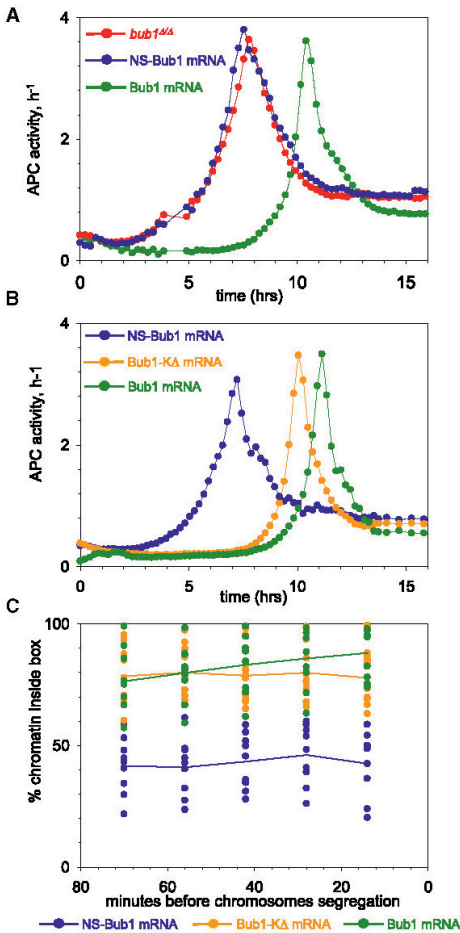 A
4
bub1Δ/Δ
NS-Bub1 mRNA
Bub1 mRNA
APC activity, h-1
2
0
0 5 10 15
time (hrs)
B
4
NS-Bub1 mRNA
Bub1-KΔ mRNA
Bub1 mRNA
APC activity, h-1
2
0
0 5 10 15
time (hrs)
C
100
% chromatin inside box
50
0
80 60 40 20 0
minutes before chromosomes segregation
NS-Bub1 mRNA Bub1-KΔ mRNA Bub1 mRNA